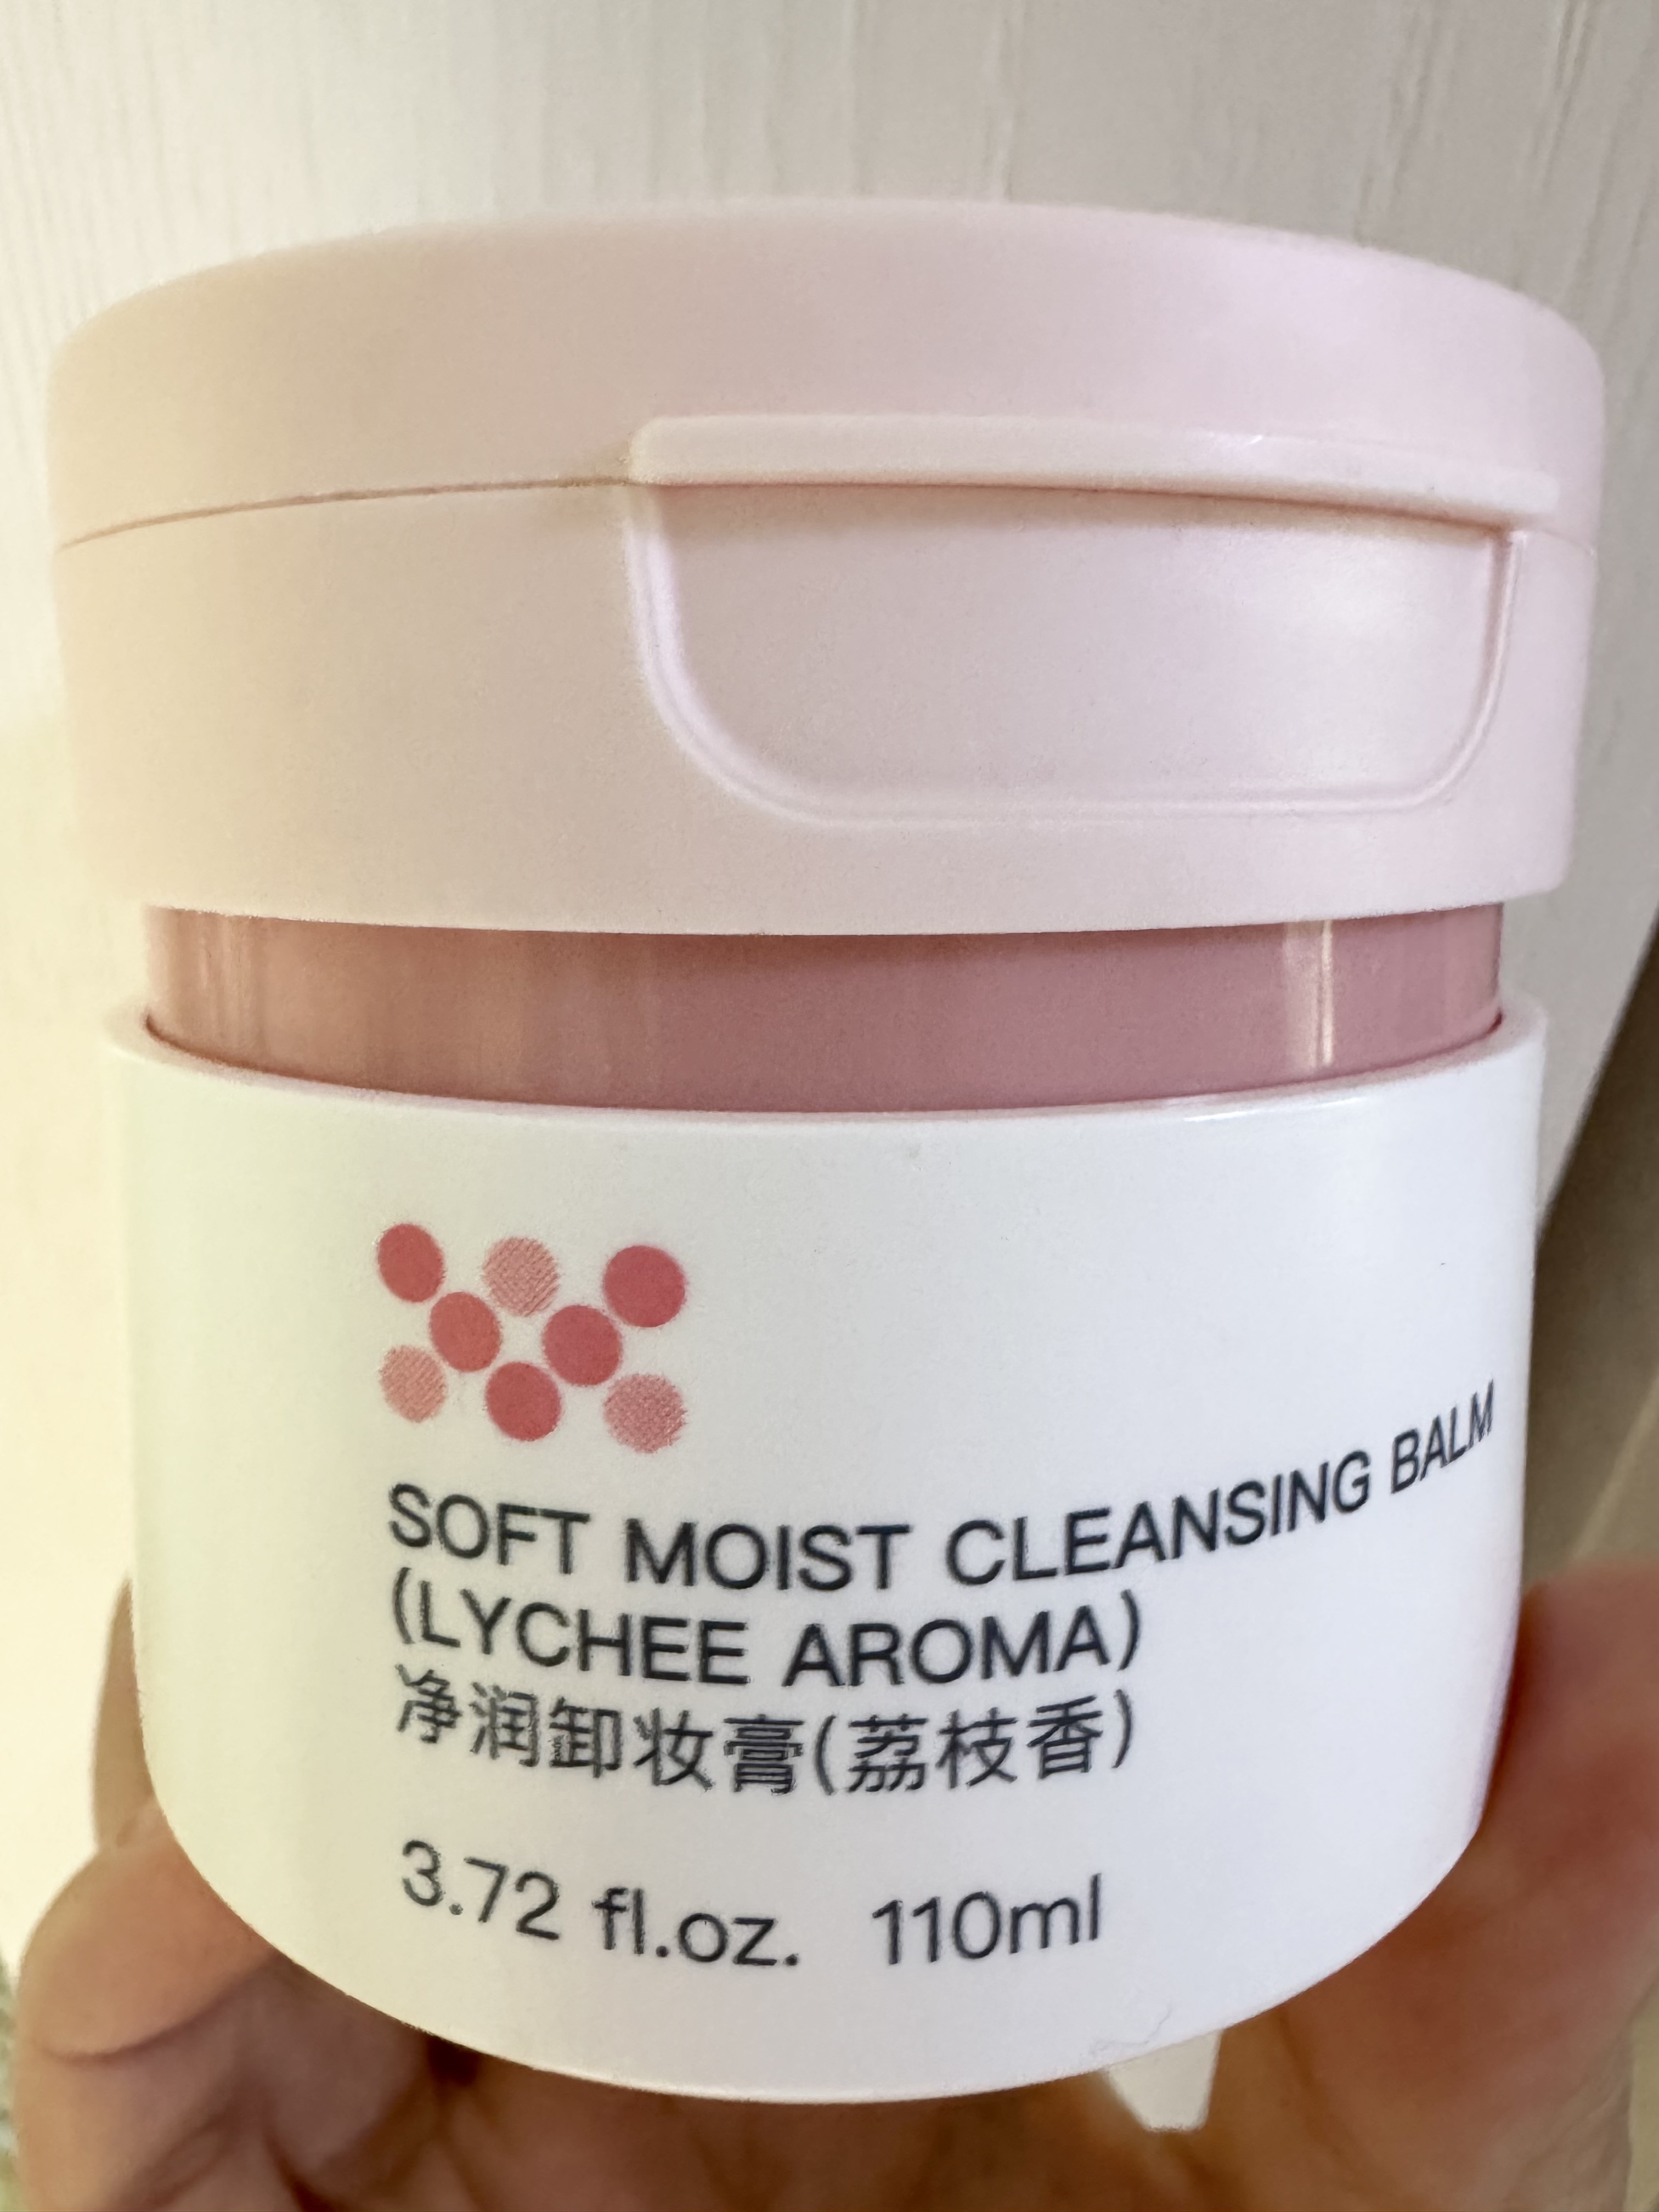 SOFT MOIST CLEANSING BALM
(LYCHEE AROMA)
净润卸妆膏(荔枝香)
3.72 fl.oz. 110ml